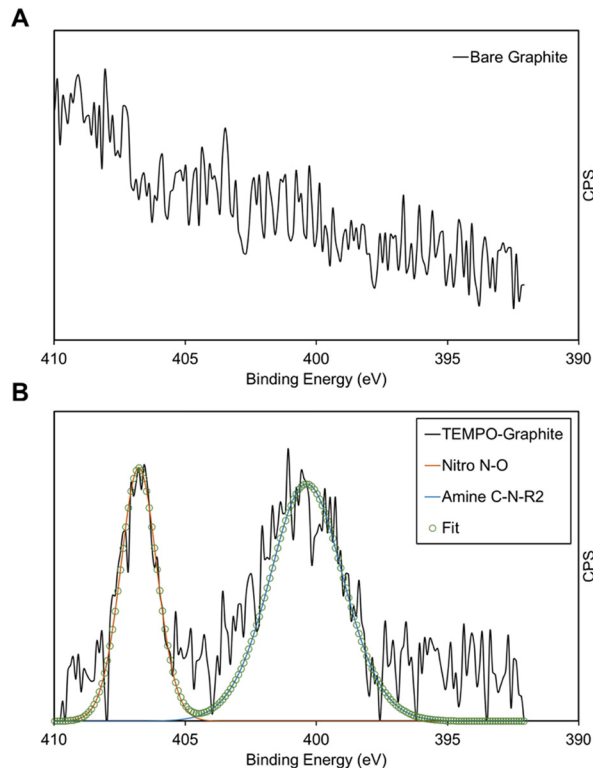 A
Bare Graphite
CPS
410 405 400 395 390
Binding Energy (eV)
B
TEMPO-Graphite
Nitro N-O
Amine C-N-R2
Fit
CPS
410 405 400 395 390
Binding Energy (eV)